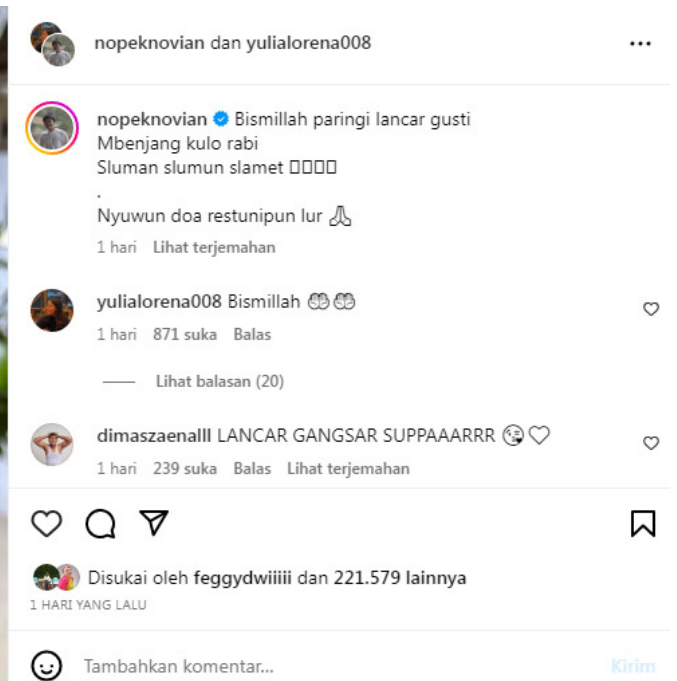 nopeknovian dan yulialorena008
nopeknovian Bismillah paringi lancar gusti
Mbenjang kulo rabi
Sluman slumun slamet
.
Nyuwun doa restunipun lur 🙏
1 hari Lihat terjemahan
yulialorena008 Bismillah 🤲🤲
1 hari 871 suka Balas
Lihat balasan (20)
dimaszaenalll LANCAR GANGSAR SUPPAAARRR 😘♡
1 hari 239 suka Balas Lihat terjemahan
Disukai oleh feggydwiiiii dan 221.579 lainnya
1 HARI YANG LALU
Tambahkan komentar...
Kirim